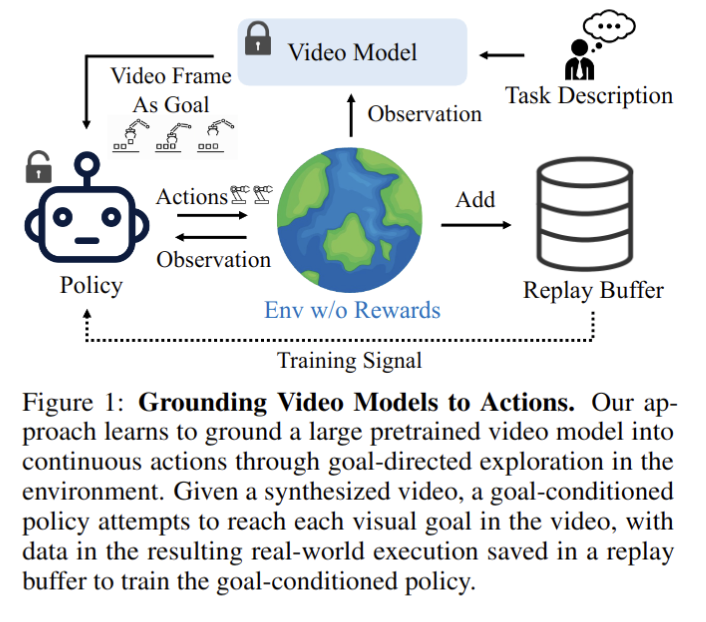 Video Model
Task Description
Video Frame
As Goal
Observation
Actions
Observation
Policy
Env w/o Rewards
Add
Replay Buffer
Training Signal
Figure 1: Grounding Video Models to Actions. Our ap-
proach learns to ground a large pretrained video model into
continuous actions through goal-directed exploration in the
environment. Given a synthesized video, a goal-conditioned
policy attempts to reach each visual goal in the video, with
data in the resulting real-world execution saved in a replay
buffer to train the goal-conditioned policy.